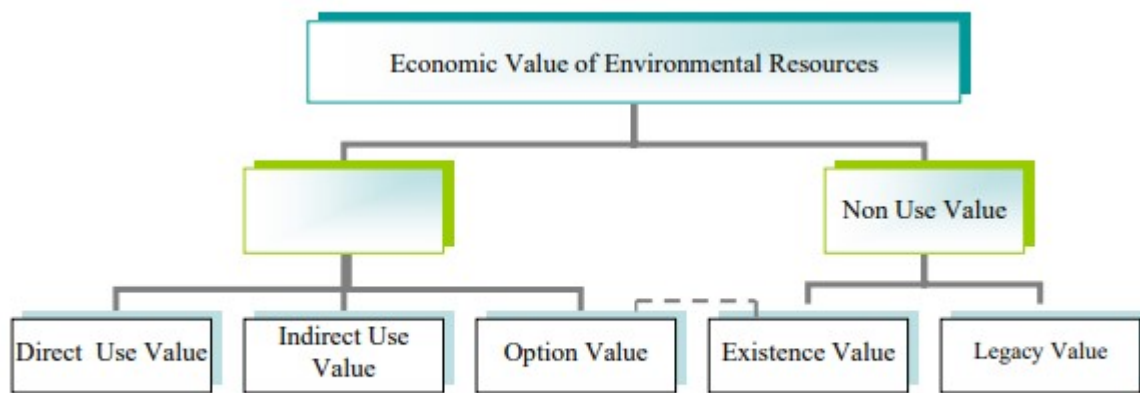 Economic Value of Environmental Resources
Non Use Value
Direct Use Value
Indirect Use
Value
Option Value
Existence Value
Legacy Value